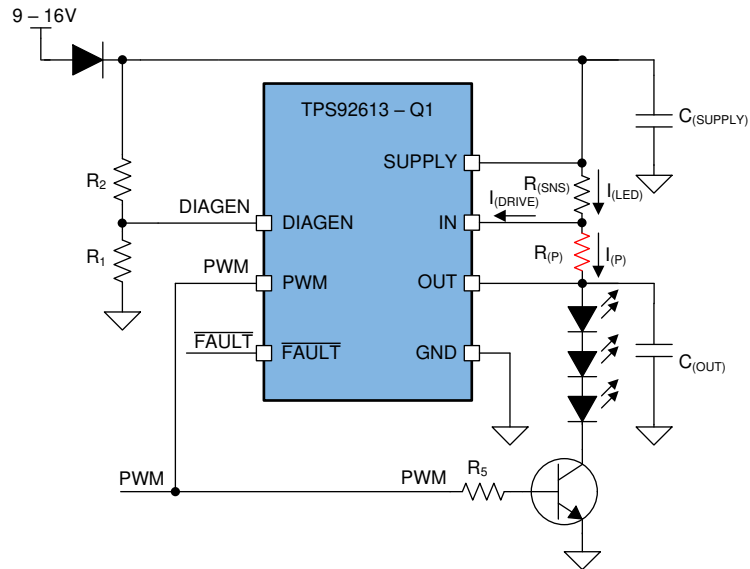 9 – 16V
TPS92613 – Q1
C(SUPPLY)
SUPPLY
R2
R(SNS)
I(LED)
I(DRIVE)
DIAGEN
DIAGEN
IN
R1
R(P)
I(P)
PWM
PWM
OUT
FAULT
FAULT
GND
C(OUT)
PWM
PWM
R5